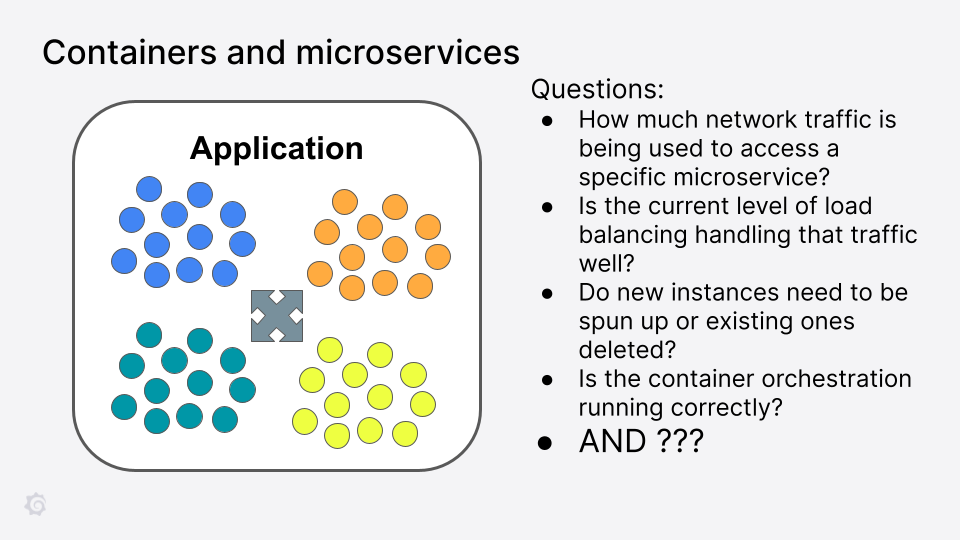 Containers and microservices
Application
Questions:
● How much network traffic is
being used to access a
specific microservice?
● Is the current level of load
balancing handling that traffic
well?
● Do new instances need to be
spun up or existing ones
deleted?
● Is the container orchestration
running correctly?
● AND ???